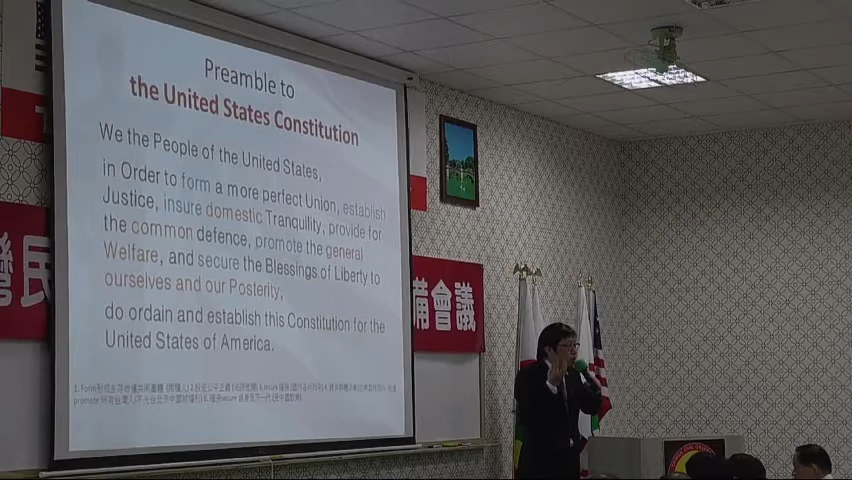 Preamble to
the United States Constitution
We the People of the United States,
in Order to form a more perfect Union, establish
Justice, insure domestic Tranquility, provide for
the common defence, promote the general
Welfare, and secure the Blessings of Liberty to
ourselves and our Posterity,
do ordain and establish this Constitution for the
United States of America.
灣民
備會議